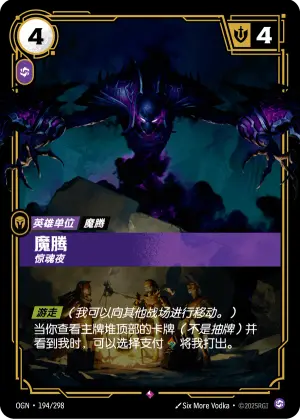 4
4
英雄单位 魔腾
魔腾
惊魂夜
游走 (我可以向其他战场进行移动。)
当你查看主牌堆顶部的卡牌(不是抽牌)并
看到我时,可以选择支付 将我打出。
OGN • 194/298
Six More Vodka • ©2025RGI